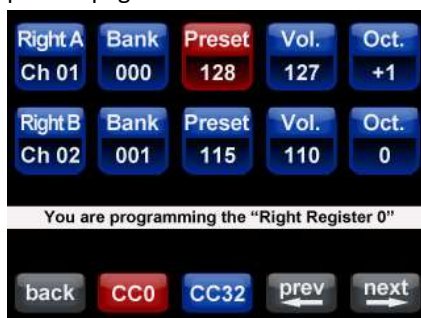 Right A Bank Preset Vol. Oct.
Ch 01 000 128 127 +1
Right B Bank Preset Vol. Oct.
Ch 02 001 115 110 0
You are programming the “Right Register 0”
back CC0 CC32 prev next